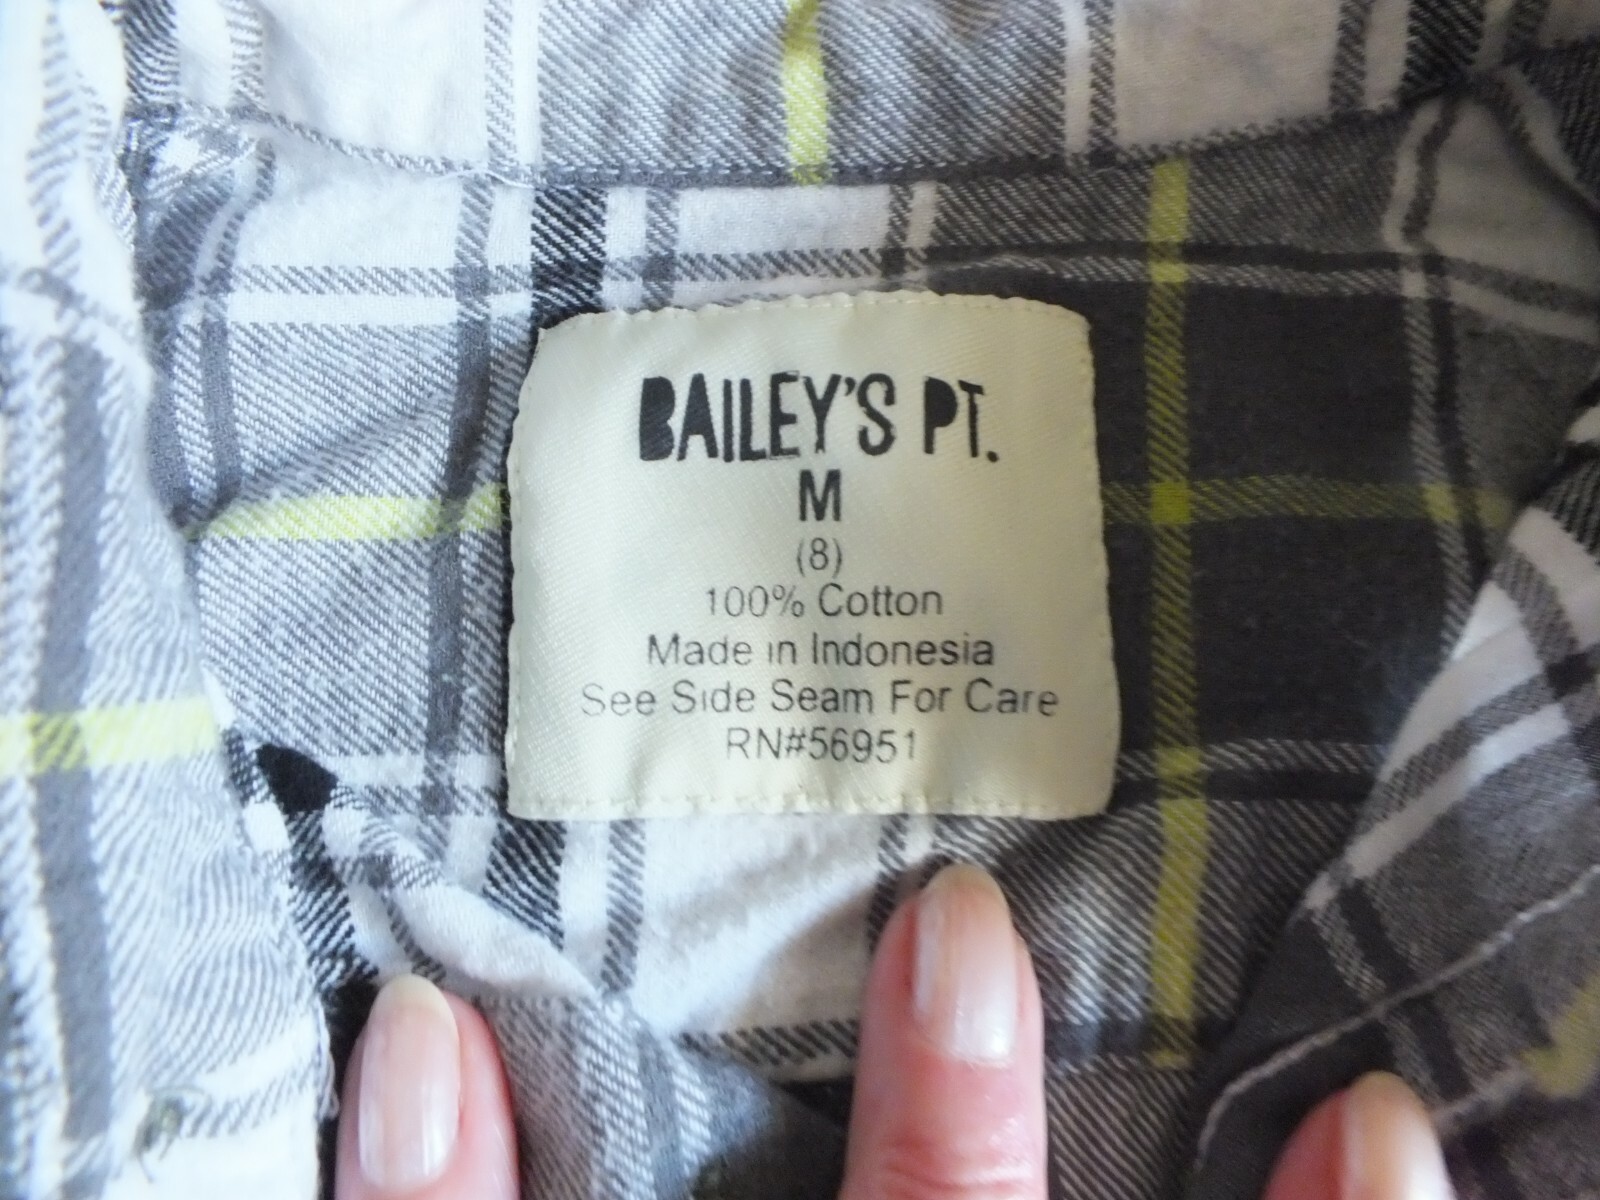 BAILEY'S PT.
M
(8)
100% Cotton
Made in Indonesia
See Side Seam For Care
RN#56951